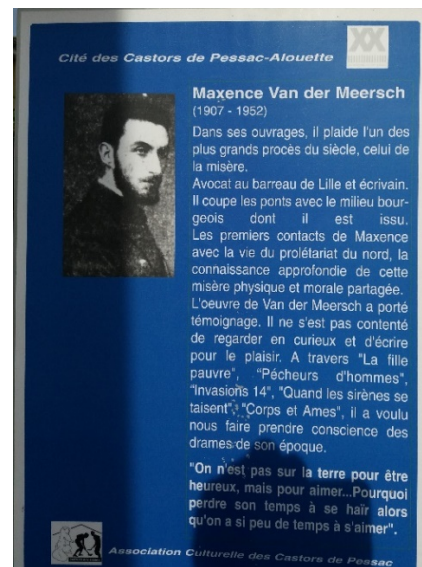 Cité des Castors de Pessac-Alouette
XX
Maxence Van der Meersch
(1907 - 1952)
Dans ses ouvrages, il plaide l'un des
plus grands procès du siècle, celui de
la misère.
Avocat au barreau de Lille et écrivain.
Il coupe les ponts avec le milieu bour-
geois dont il est issu.
Les premiers contacts de Maxence
avec la vie du prolétariat du nord, la
connaissance approfondie de cette
misère physique et morale partagée.
L'oeuvre de Van der Meersch a porté
témoignage. Il ne s'est pas contenté
de regarder en curieux et d'écrire
pour le plaisir. A travers "La fille
pauvre", "Pécheurs d'hommes",
"Invasions 14", "Quand les sirènes se
taisent", "Corps et Ames", il a voulu
nous faire prendre conscience des
drames de son époque.
"On n'est pas sur la terre pour être
heureux, mais pour aimer...Pourquoi
perdre son temps à se haïr alors
qu'on a si peu de temps à s'aimer".
Association Culturelle des Castors de Pessac